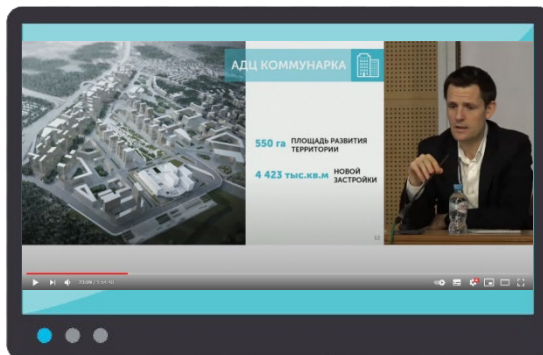 АДЦ КОММУНАРКА
550 га ПЛОЩАДЬ РАЗВИТИЯ
ТЕРРИТОРИИ
4 423 тыс.кв.м НОВОЙ
ЗАСТРОЙКИ